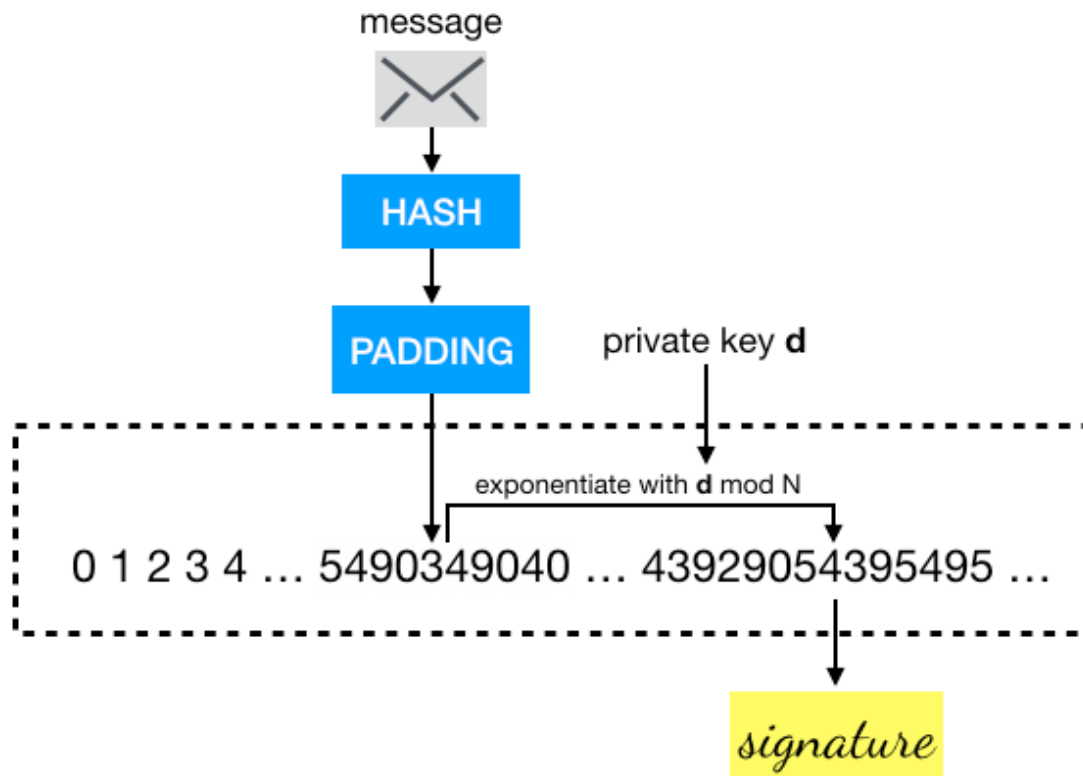 message
HASH
PADDING
private key d
exponentiate with d mod N
0 1 2 3 4 ... 5490349040 ... 43929054395495 ...
signature